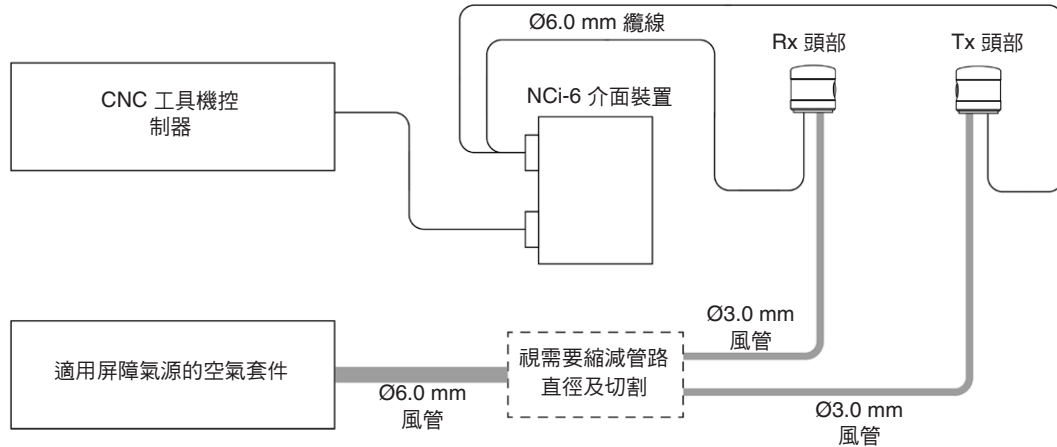 Ø6.0 mm 纜線
Rx 頭部
Tx 頭部
CNC 工具機控
制器
NCi-6 介面裝置
Ø3.0 mm
風管
適用屏障氣源的空氣套件
視需要縮減管路
直徑及切割
Ø6.0 mm
風管
Ø3.0 mm
風管